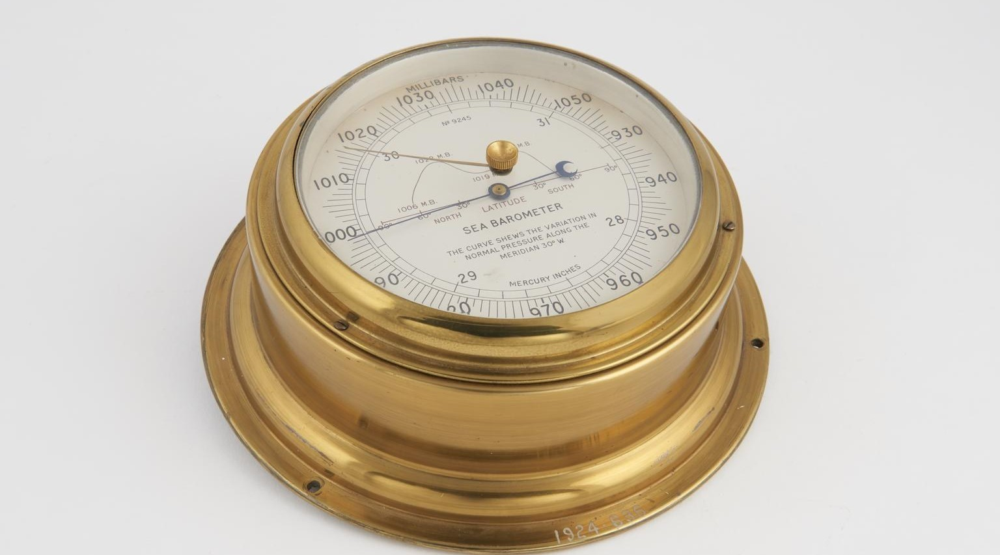 MILLIBARS
1040
1030
1050
1020
930
1010
940
000
950
90
960
970
Nº 9245
31
30
28
29
M.B.
1019
1006 M.B.
90°
60°
30°
30°
60°
90°
NORTH LATITUDE SOUTH
SEA BAROMETER
THE CURVE SHEWS THE VARIATION IN
NORMAL PRESSURE ALONG THE
MERIDIAN 30° W
MERCURY INCHES
1924